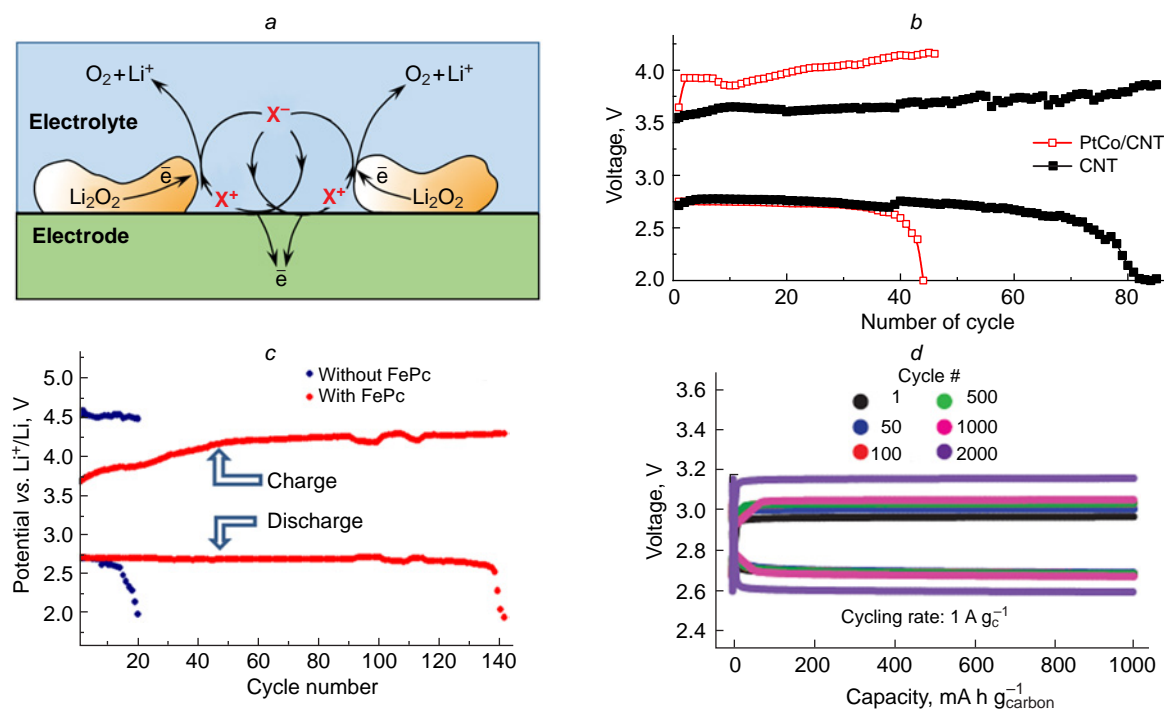 a
O₂+Li⁺ O₂+Li⁺
X⁻
Electrolyte
ē ē
Li₂O₂ X⁺ X⁺ Li₂O₂
Electrode
ē
b
4.0
3.5
3.0
2.5
2.0
Voltage, V
PtCo/CNT
CNT
0 20 40 60 80
Number of cycle
c
5.0
4.5
4.0
3.5
3.0
2.5
2.0
Potential vs. Li⁺/Li, V
Without FePc
With FePc
Charge
Discharge
20 40 60 80 100 120 140
Cycle number
d
3.6
3.4
3.2
3.0
2.8
2.6
2.4
Voltage, V
Cycle #
1 500
50 1000
100 2000
Cycling rate: 1 A g_c⁻¹
0 200 400 600 800 1000
Capacity, mA h g⁻¹_carbon